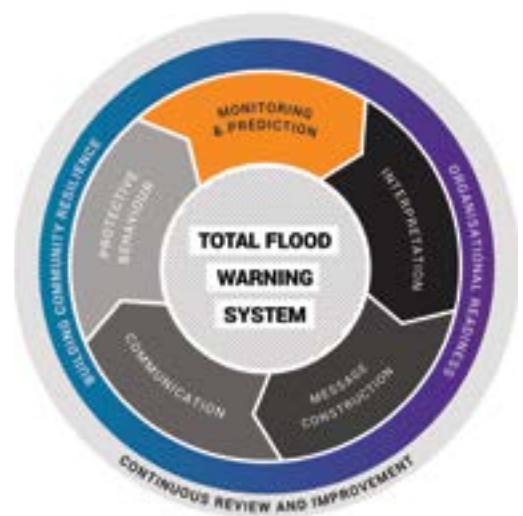 MONITORING
& PREDICTION
INTERPRETATION
MESSAGE
CONSTRUCTION
COMMUNICATION
PROTECTIVE
BEHAVIOUR
TOTAL FLOOD
WARNING
SYSTEM
BUILDING COMMUNITY RESILIENCE
ORGANISATIONAL READINESS
CONTINUOUS REVIEW AND IMPROVEMENT